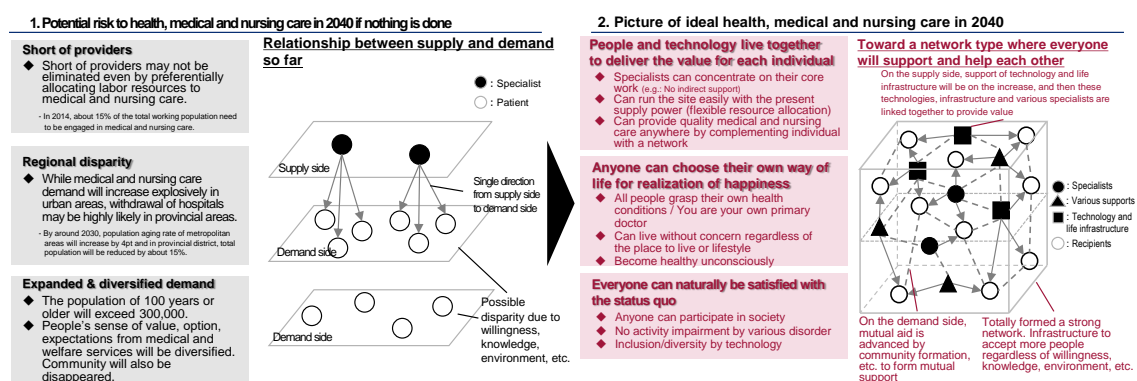 1. Potential risk to health, medical and nursing care in 2040 if nothing is done
Short of providers
◆ Short of providers may not be
eliminated even by preferentially
allocating labor resources to
medical and nursing care.
- In 2014, about 15% of the total working population need
to be engaged in medical and nursing care.
Regional disparity
◆ While medical and nursing care
demand will increase explosively in
urban areas, withdrawal of hospitals
may be highly likely in provincial areas.
- By around 2030, population aging rate of metropolitan
areas will increase by 4pt and in provincial district, total
population will be reduced by about 15%.
Expanded & diversified demand
◆ The population of 100 years or
older will exceed 300,000.
◆ People's sense of value, option,
expectations from medical and
welfare services will be diversified.
Community will also be
disappeared.
Relationship between supply and demand
so far
: Specialist
: Patient
Supply side
Single direction
from supply side
to demand side
Demand side
Possible
disparity due to
willingness,
knowledge,
environment, etc.
Demand side
2. Picture of ideal health, medical and nursing care in 2040
People and technology live together
to deliver the value for each individual
◆ Specialists can concentrate on their core
work (e.g.: No indirect support)
◆ Can run the site easily with the present
supply power (flexible resource allocation)
◆ Can provide quality medical and nursing
care anywhere by complementing individual
with a network
Anyone can choose their own way of
life for realization of happiness
◆ All people grasp their own health
conditions / You are your own primary
doctor
◆ Can live without concern regardless of
the place to live or lifestyle
◆ Become healthy unconsciously
Everyone can naturally be satisfied with
the status quo
◆ Anyone can participate in society
◆ No activity impairment by various disorder
◆ Inclusion/diversity by technology
Toward a network type where everyone
will support and help each other
On the supply side, support of technology and life
infrastructure will be on the increase, and then these
technologies, infrastructure and various specialists are
linked together to provide value
: Specialists
: Various supports
: Technology and
life infrastructure
: Recipients
On the demand side,
mutual aid is
advanced by
community formation,
etc. to form mutual
support
Totally formed a strong
network. Infrastructure to
accept more people
regardless of willingness,
knowledge, environment, etc.